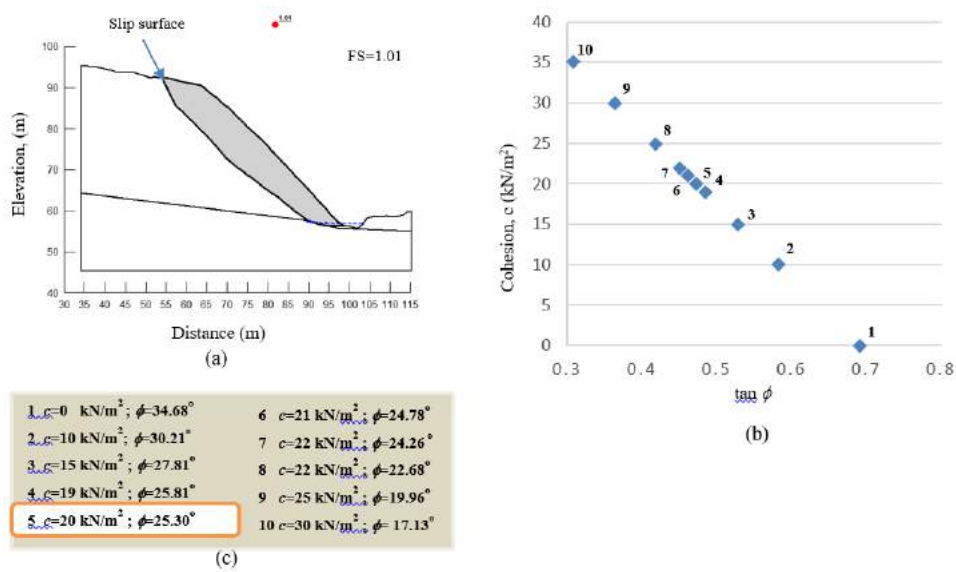 Slip surface
1.01
FS=1.01
Elevation, (m)
100
90
80
70
60
50
40
30 35 40 45 50 55 60 65 70 75 80 85 90 95 100 105 110 115
Distance (m)
(a)
Cohesion, c (kN/m²)
40
35
30
25
20
15
10
5
0
10
9
8
7
6
5
4
3
2
1
0.3 0.4 0.5 0.6 0.7 0.8
tan ϕ
(b)
1 c=0 kN/m²; ϕ=34.68°
2 c=10 kN/m²; ϕ=30.21°
3 c=15 kN/m²; ϕ=27.81°
4 c=19 kN/m²; ϕ=25.81°
5 c=20 kN/m²; ϕ=25.30°
6 c=21 kN/m²; ϕ=24.78°
7 c=22 kN/m²; ϕ=24.26°
8 c=22 kN/m²; ϕ=22.68°
9 c=25 kN/m²; ϕ=19.96°
10 c=30 kN/m²; ϕ= 17.13°
(c)